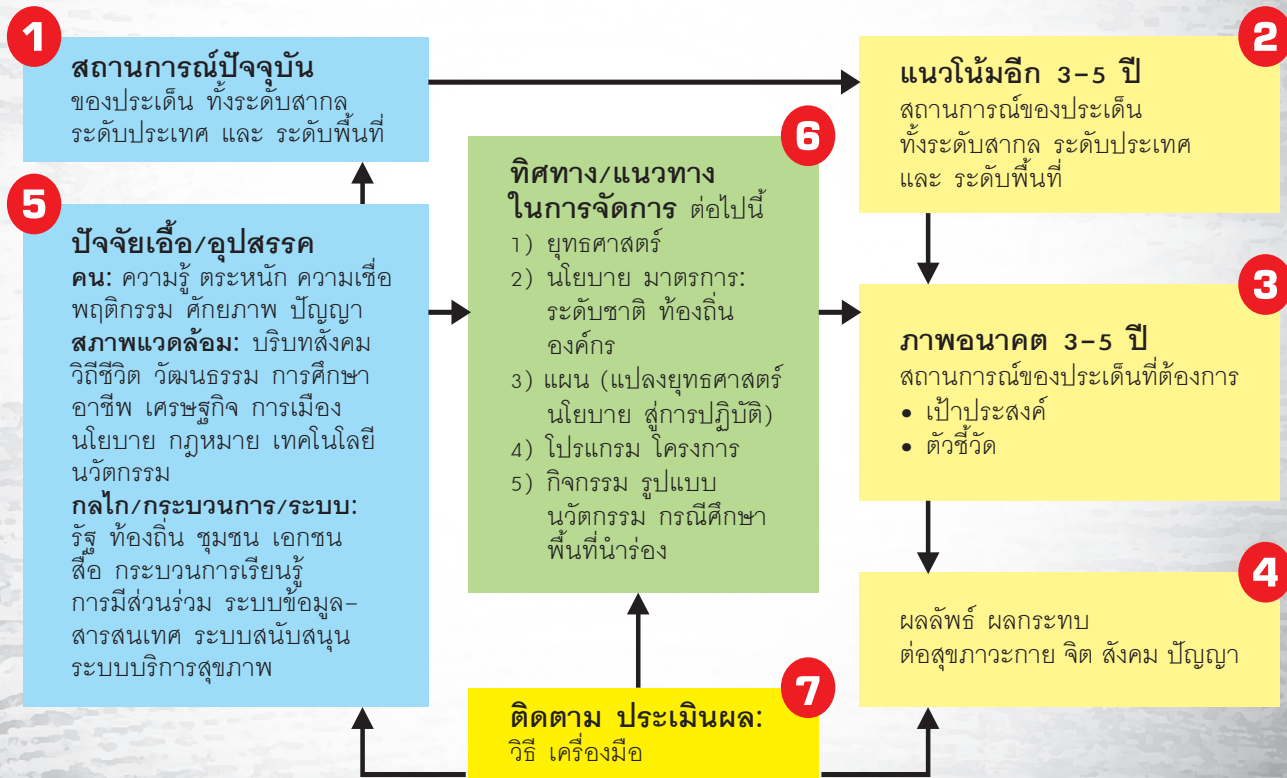 1
สถานการณ์ปัจจุบัน
ของประเด็น ทั้งระดับสากล
ระดับประเทศ และ ระดับพื้นที่
2
แนวโน้มอีก 3-5 ปี
สถานการณ์ของประเด็น
ทั้งระดับสากล ระดับประเทศ
และ ระดับพื้นที่
3
ภาพอนาคต 3-5 ปี
สถานการณ์ของประเด็นที่ต้องการ
• เป้าประสงค์
• ตัวชี้วัด
4
ผลลัพธ์ ผลกระทบ
ต่อสุขภาวะกาย จิต สังคม ปัญญา
5
ปัจจัยเอื้อ/อุปสรรค
คน: ความรู้ ตระหนัก ความเชื่อ
พฤติกรรม ศักยภาพ ปัญญา
สภาพแวดล้อม: บริบทสังคม
วิถีชีวิต วัฒนธรรม การศึกษา
อาชีพ เศรษฐกิจ การเมือง
นโยบาย กฎหมาย เทคโนโลยี
นวัตกรรม
กลไก/กระบวนการ/ระบบ:
รัฐ ท้องถิ่น ชุมชน เอกชน
สื่อ กระบวนการเรียนรู้
การมีส่วนร่วม ระบบข้อมูล-
สารสนเทศ ระบบสนับสนุน
ระบบบริการสุขภาพ
6
ทิศทาง/แนวทาง
ในการจัดการ ต่อไปนี้
1) ยุทธศาสตร์
2) นโยบาย มาตรการ:
ระดับชาติ ท้องถิ่น
องค์กร
3) แผน (แปลงยุทธศาสตร์
นโยบาย สู่การปฏิบัติ)
4) โปรแกรม โครงการ
5) กิจกรรม รูปแบบ
นวัตกรรม กรณีศึกษา
พื้นที่นำร่อง
7
ติดตาม ประเมินผล:
วิธี เครื่องมือ